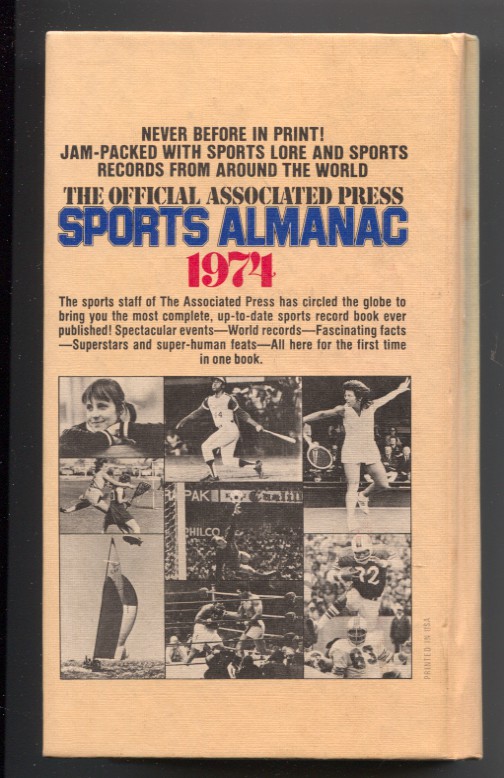 NEVER BEFORE IN PRINT!
JAM-PACKED WITH SPORTS LORE AND SPORTS
RECORDS FROM AROUND THE WORLD
THE OFFICIAL ASSOCIATED PRESS
SPORTS ALMANAC
1974
The sports staff of The Associated Press has circled the globe to
bring you the most complete, up-to-date sports record book ever
published! Spectacular events—World records—Fascinating facts
—Superstars and super-human feats—All here for the first time
in one book.
PAK
PHILCO
32
PRINTED IN USA